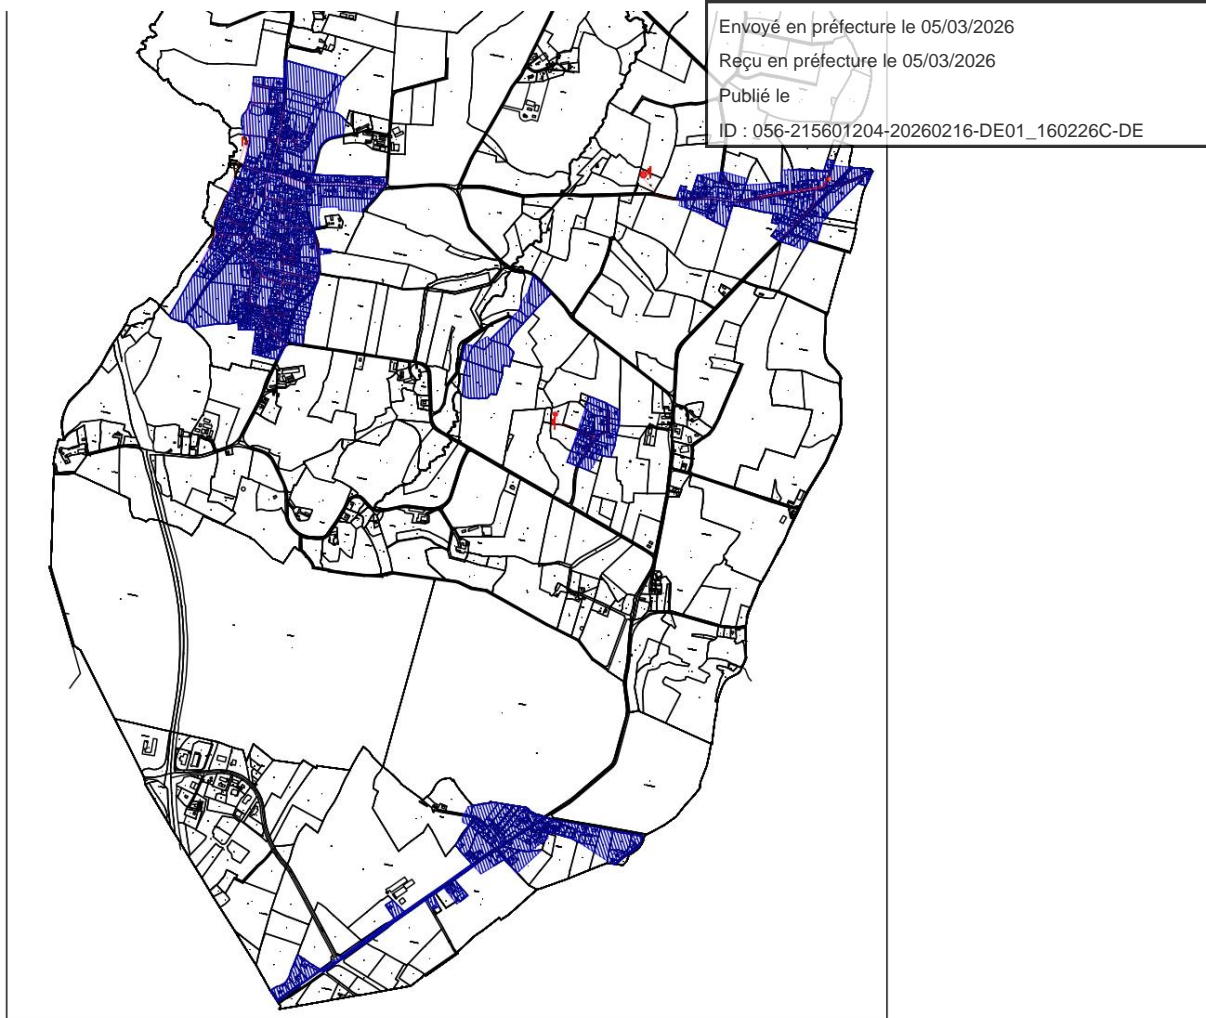 Envoyé en préfecture le 05/03/2026
Reçu en préfecture le 05/03/2026
Publié le
ID : 056-215601204-20260216-DE01_160226C-DE